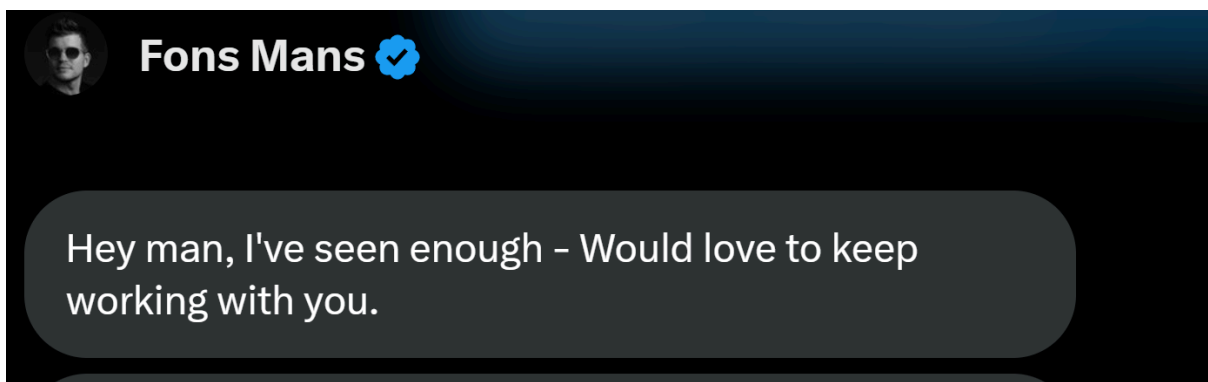 Fons Mans
Hey man, I've seen enough - Would love to keep
working with you.